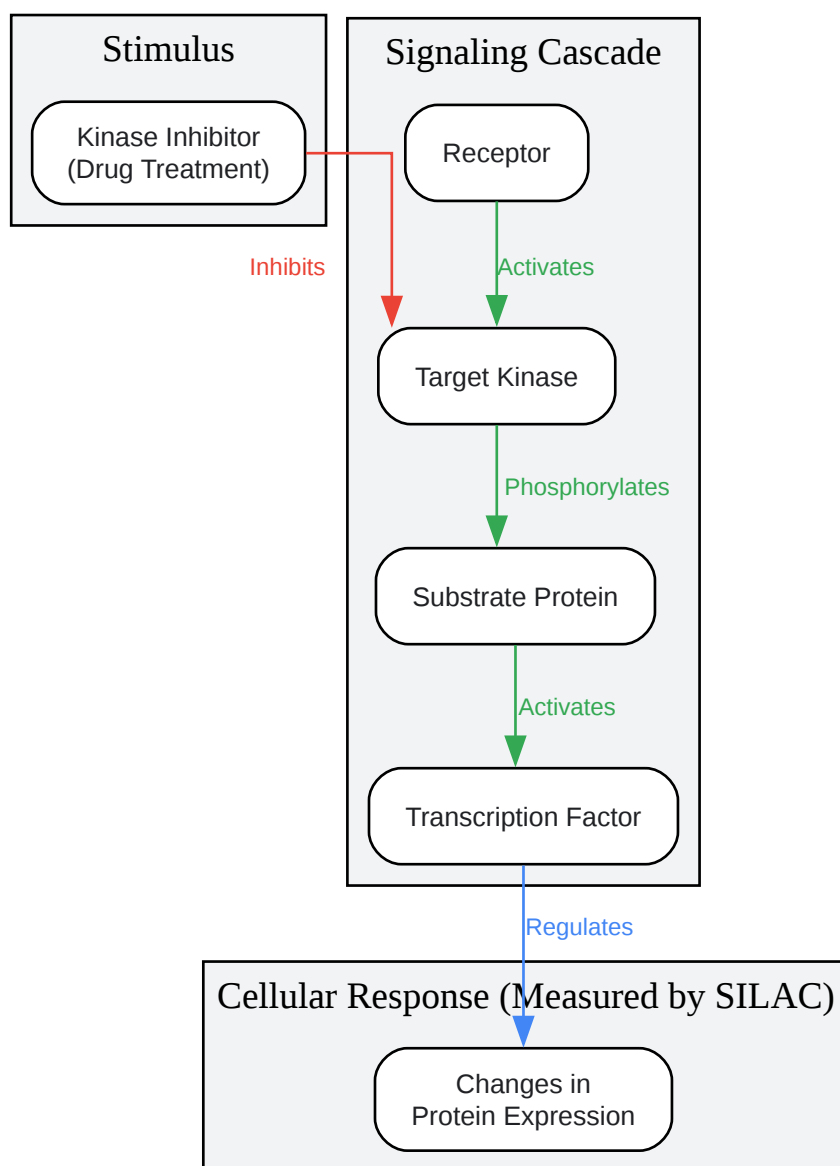 Stimulus
Kinase Inhibitor
(Drug Treatment)
Signaling Cascade
Receptor
Inhibits
Activates
Target Kinase
Phosphorylates
Substrate Protein
Activates
Transcription Factor
Regulates
Cellular Response (Measured by SILAC)
Changes in
Protein Expression